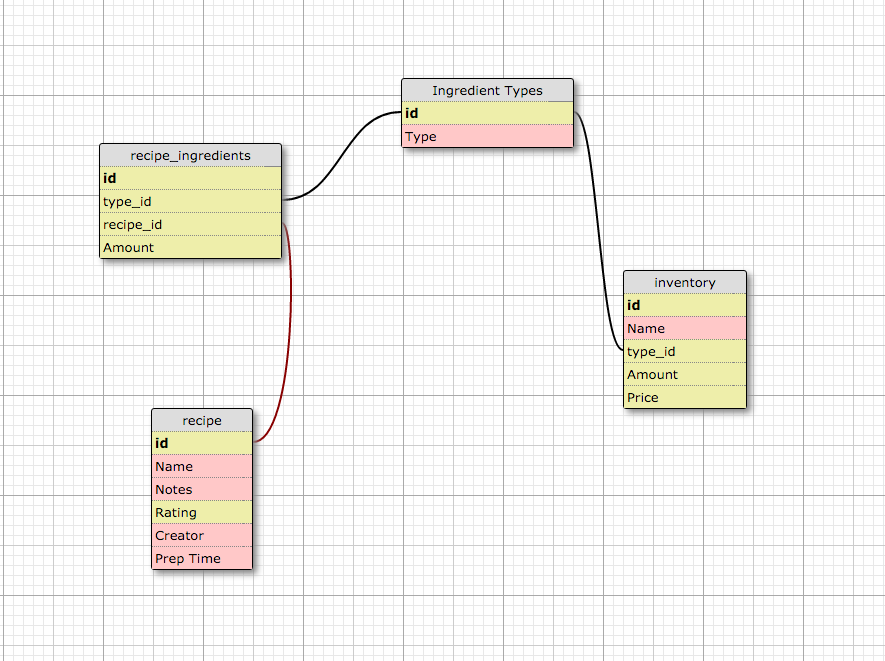 Ingredient Types
id
Type
recipe_ingredients
id
type_id
recipe_id
Amount
inventory
id
Name
type_id
Amount
Price
recipe
id
Name
Notes
Rating
Creator
Prep Time